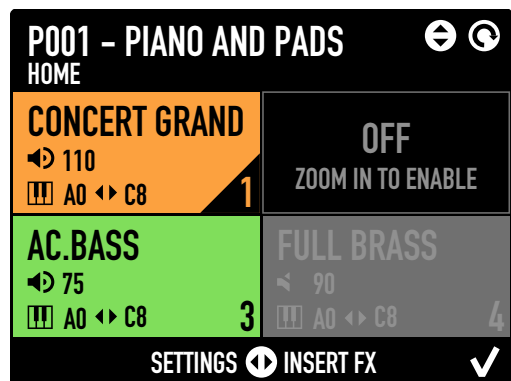 P001 - PIANO AND PADS
HOME
CONCERT GRAND
110
A0 C8
1
OFF
ZOOM IN TO ENABLE
AC.BASS
75
A0 C8
3
FULL BRASS
90
A0 C8
4
SETTINGS INSERT FX